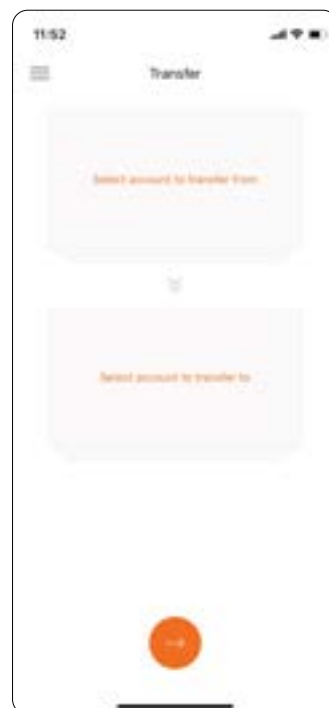 11:52
Transfer
Select account to transfer from
Select account to transfer to